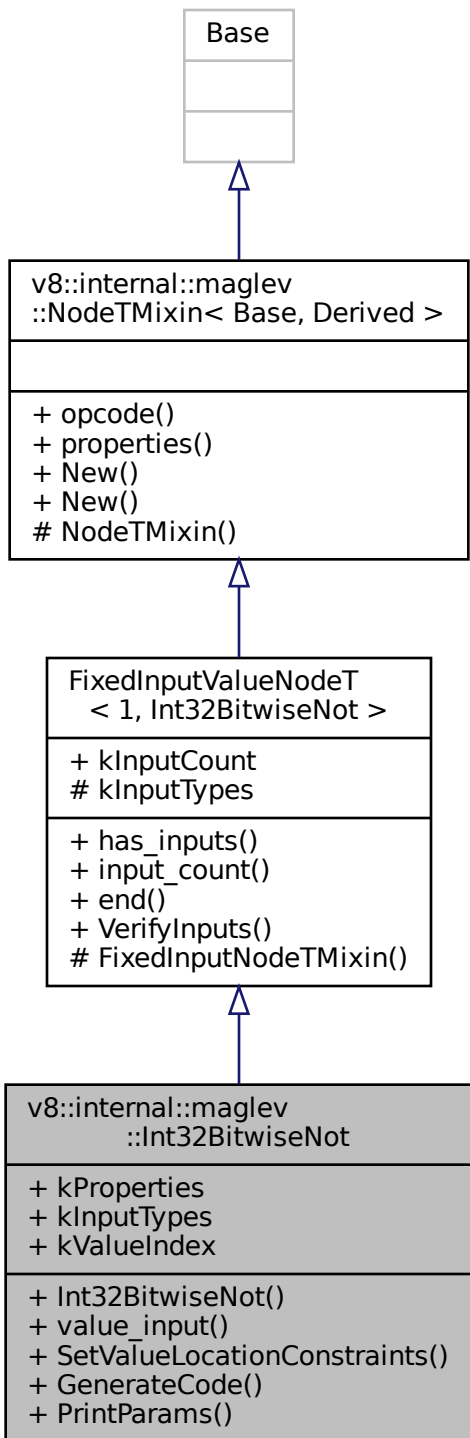 Base
v8::internal::maglev
::NodeTMixin< Base, Derived >
+ opcode()
+ properties()
+ New()
+ New()
# NodeTMixin()
FixedInputValueNodeT
< 1, Int32BitwiseNot >
+ kInputCount
# kInputTypes
+ has_inputs()
+ input_count()
+ end()
+ VerifyInputs()
# FixedInputNodeTMixin()
v8::internal::maglev
::Int32BitwiseNot
+ kProperties
+ kInputTypes
+ kValueIndex
+ Int32BitwiseNot()
+ value_input()
+ SetValueLocationConstraints()
+ GenerateCode()
+ PrintParams()